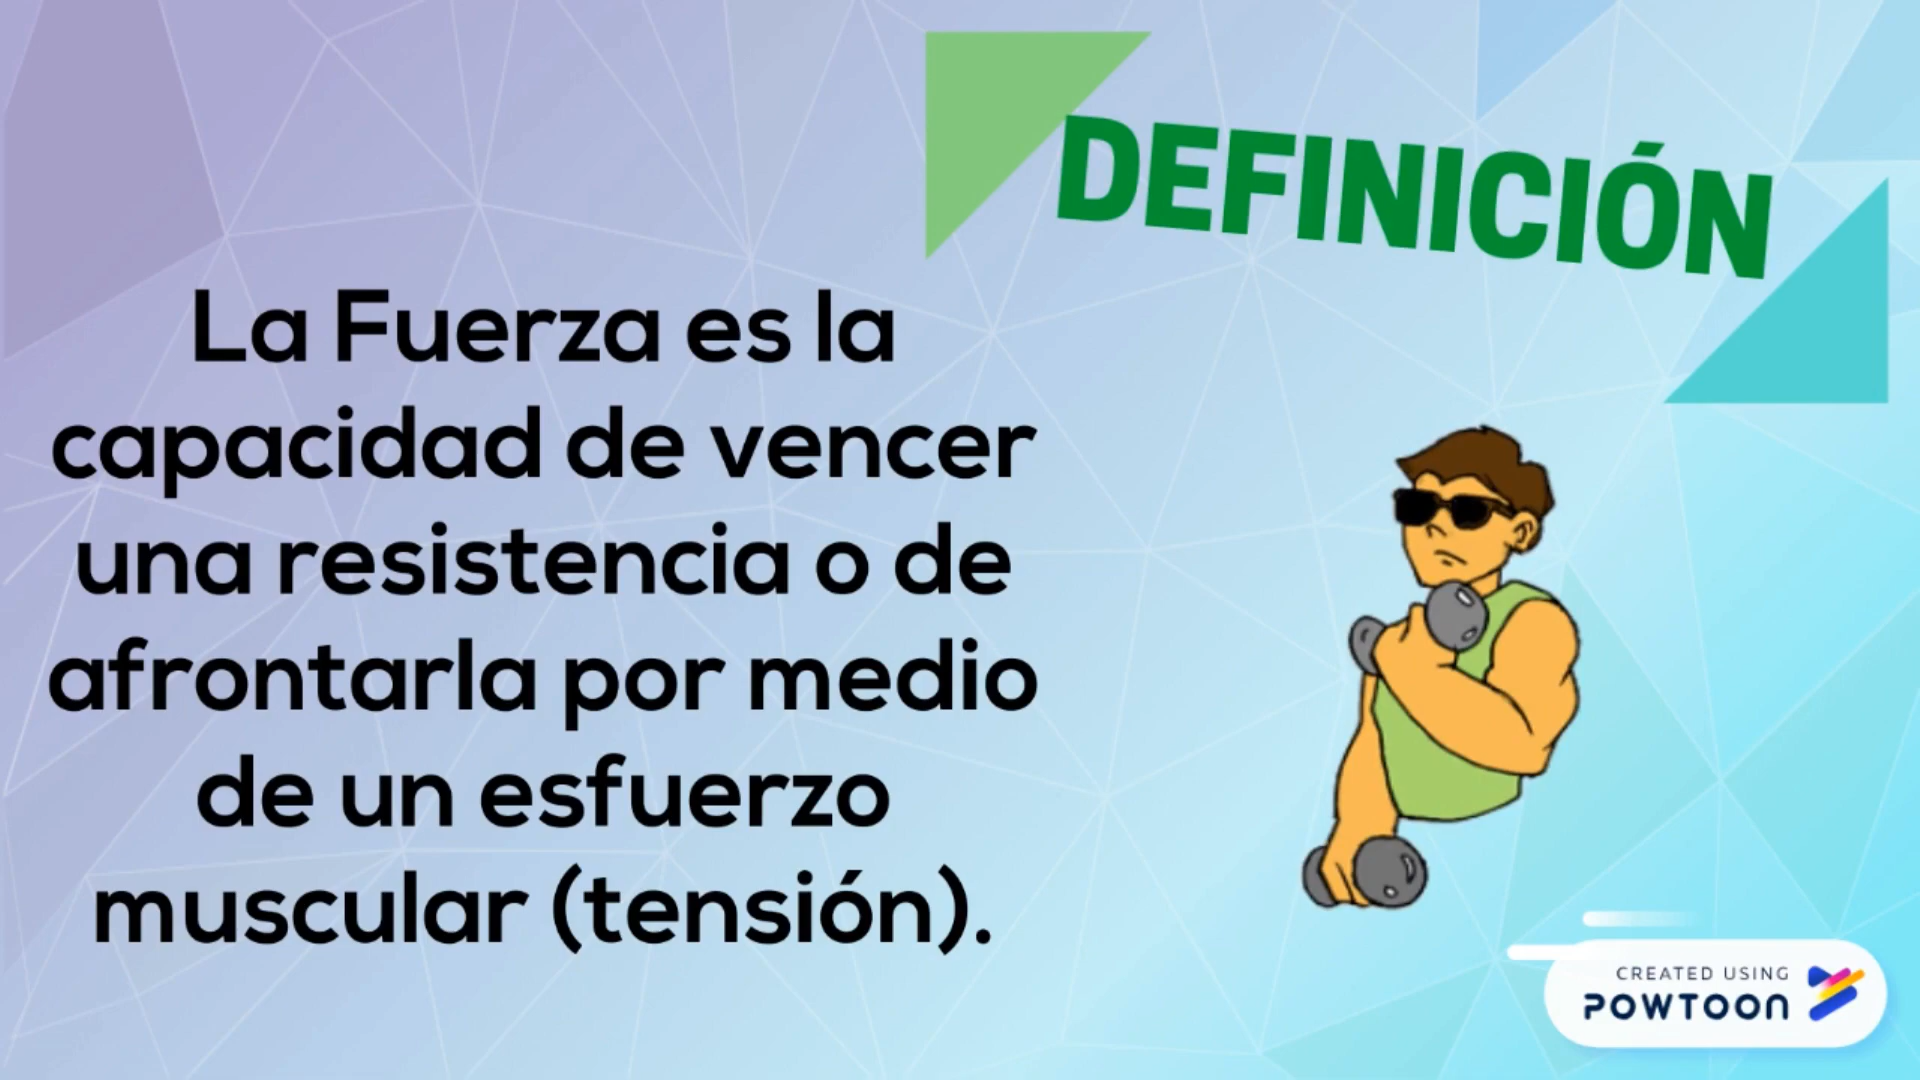 DEFINICIÓN
La Fuerza es la
capacidad de vencer
una resistencia o de
afrontarla por medio
de un esfuerzo
muscular (tensión).
CREATED USING
POWTOON